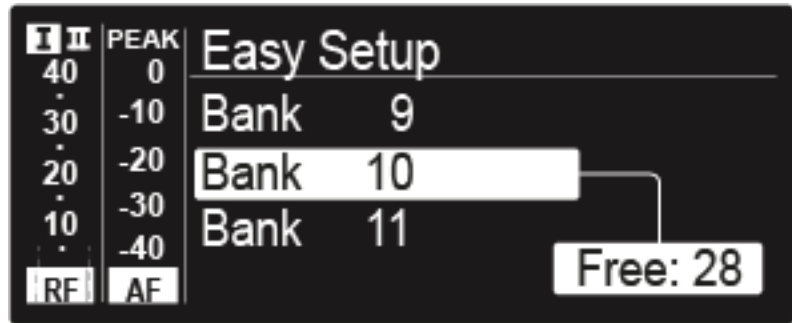 I II PEAK
40 0
30 -10
20 -20
10 -30
-40
RF AF
Easy Setup
Bank 9
Bank 10
Bank 11
Free: 28